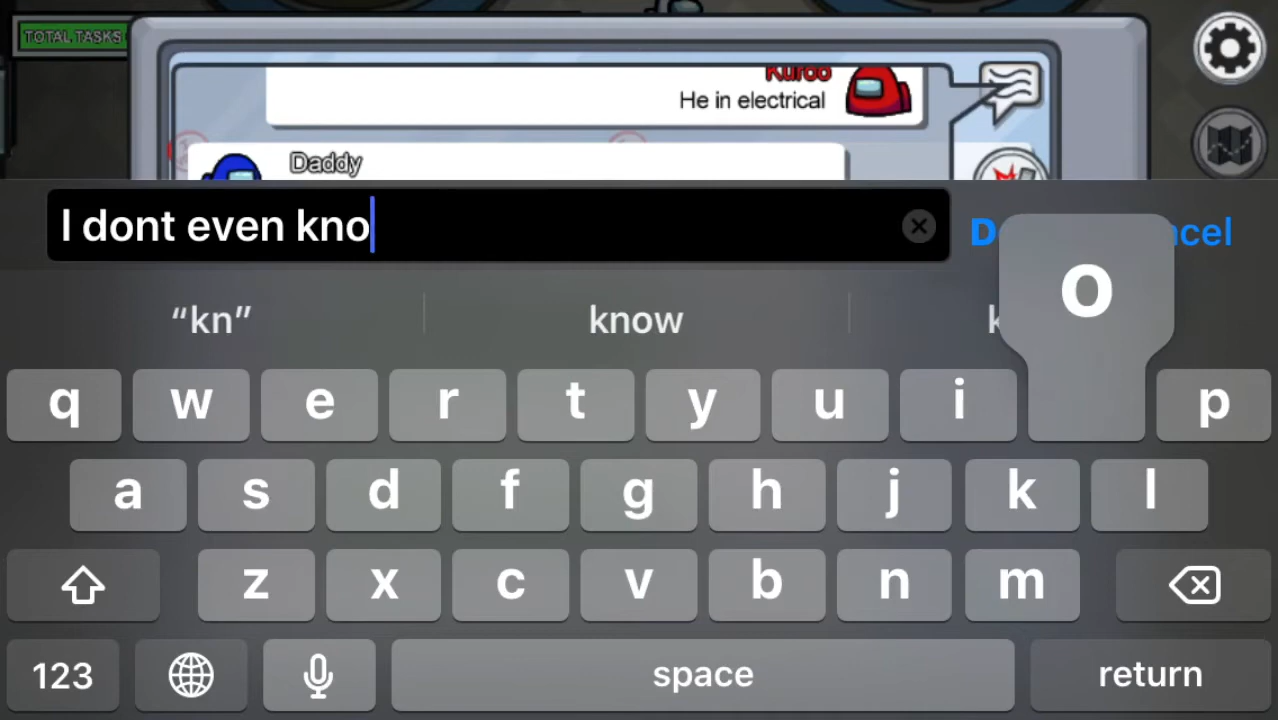 TOTAL TASKS
Kuroo
He in electrical
Daddy
I dont even kno
"kn"
know
o
q w e r t y u i p
a s d f g h j k l
z x c v b n m
123
space
return